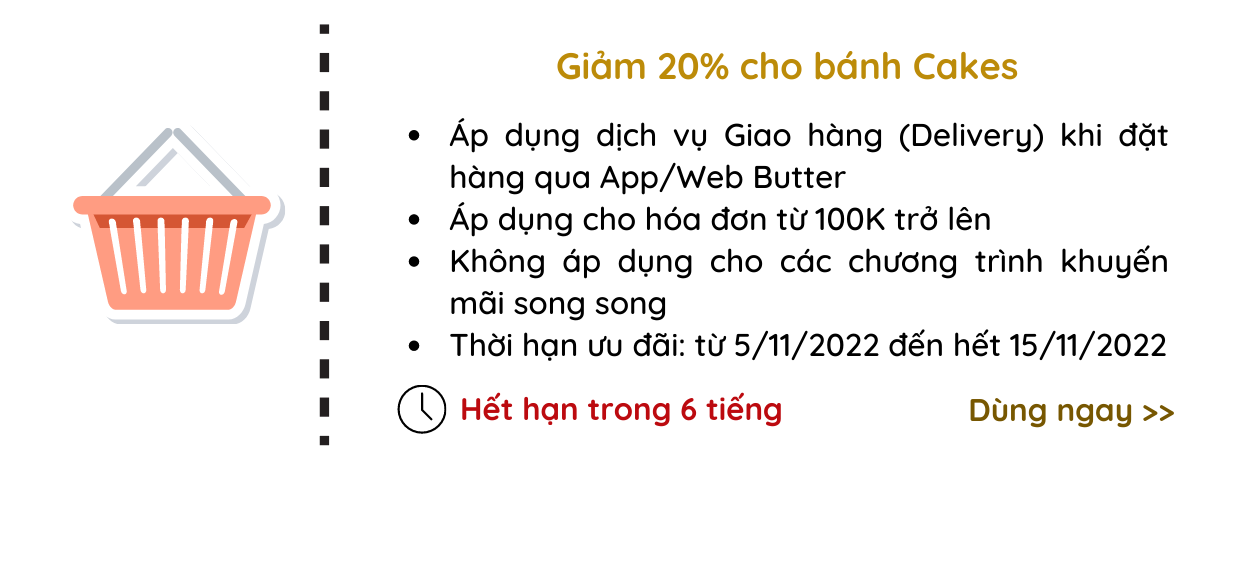 Giảm 20% cho bánh Cakes
• Áp dụng dịch vụ Giao hàng (Delivery) khi đặt
hàng qua App/Web Butter
• Áp dụng cho hóa đơn từ 100K trở lên
• Không áp dụng cho các chương trình khuyến
mãi song song
• Thời hạn ưu đãi: từ 5/11/2022 đến hết 15/11/2022
Hết hạn trong 6 tiếng
Dùng ngay >>